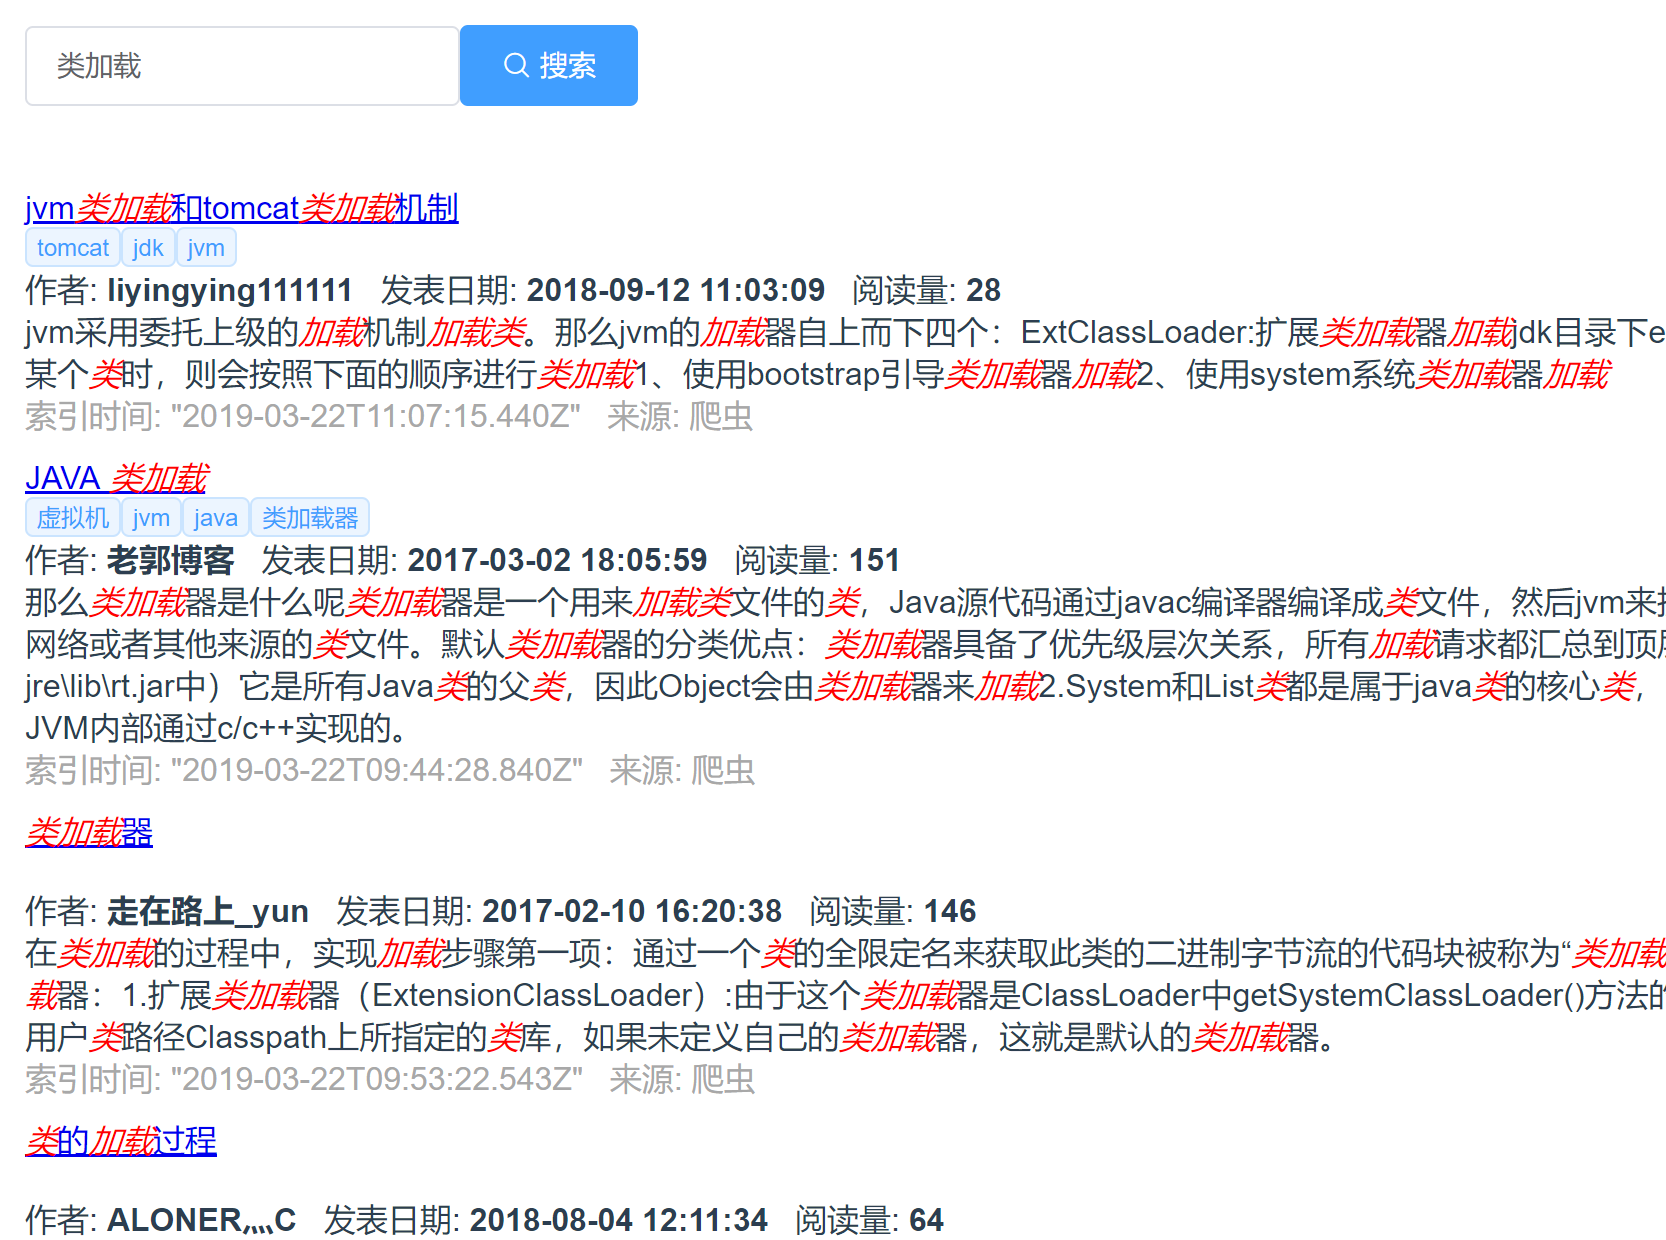 类加载 搜索
jvm类加载和tomcat类加载机制
tomcat jdk jvm
作者: liyingying111111 发表日期: 2018-09-12 11:03:09 阅读量: 28
jvm采用委托上级的加载机制加载类。那么jvm的加载器自上而下四个：ExtClassLoader:扩展类加载器加载jdk目录下e
某个类时，则会按照下面的顺序进行类加载1、使用bootstrap引导类加载器加载2、使用system系统类加载器加载
索引时间: "2019-03-22T11:07:15.440Z" 来源: 爬虫
JAVA 类加载
虚拟机 jvm java 类加载器
作者: 老郭博客 发表日期: 2017-03-02 18:05:59 阅读量: 151
那么类加载器是什么呢类加载器是一个用来加载类文件的类，Java源代码通过javac编译器编译成类文件，然后jvm来
网络或者其他来源的类文件。默认类加载器的分类优点：类加载器具备了优先级层次关系，所有加载请求都汇总到顶
jre\lib\rt.jar中）它是所有Java类的父类，因此Object会由类加载器来加载2.System和List类都是属于java类的核心类，
JVM内部通过c/c++实现的。
索引时间: "2019-03-22T09:44:28.840Z" 来源: 爬虫
类加载器
作者: 走在路上_yun 发表日期: 2017-02-10 16:20:38 阅读量: 146
在类加载的过程中，实现加载步骤第一项：通过一个类的全限定名来获取此类的二进制字节流的代码块被称为“类加载
载器：1.扩展类加载器（ExtensionClassLoader）:由于这个类加载器是ClassLoader中getSystemClassLoader()方法的
用户类路径Classpath上所指定的类库，如果未定义自己的类加载器，这就是默认的类加载器。
索引时间: "2019-03-22T09:53:22.543Z" 来源: 爬虫
类的加载过程
作者: ALONER灬C 发表日期: 2018-08-04 12:11:34 阅读量: 64